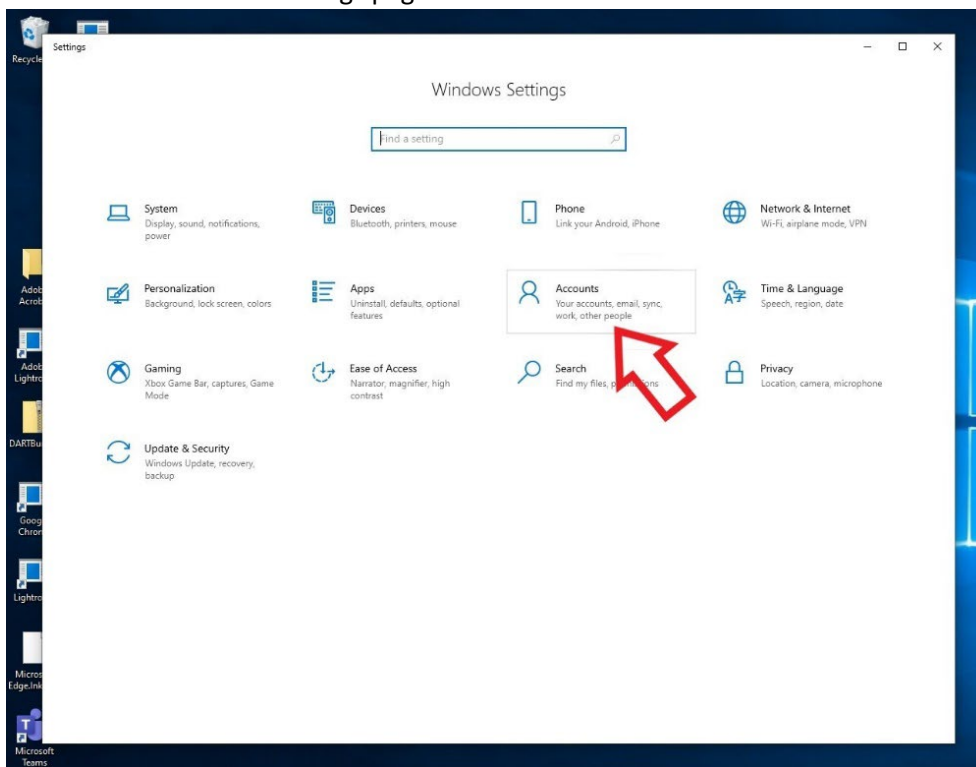 Recycle
Settings
Windows Settings
Find a setting
System
Display, sound, notifications,
power
Devices
Bluetooth, printers, mouse
Phone
Link your Android, iPhone
Network & Internet
Wi-Fi, airplane mode, VPN
Personalization
Background, lock screen, colors
Apps
Uninstall, defaults, optional
features
Accounts
Your accounts, email, sync,
work, other people
Time & Language
Speech, region, date
Gaming
Xbox Game Bar, captures, Game
Mode
Ease of Access
Narrator, magnifier, high
contrast
Search
Find my files,
Privacy
Location, camera, microphone
Update & Security
Windows Update, recovery,
backup
Adob
Acrob
Adob
Lightro
DARTBu
Goog
Chron
Lightro
Micros
Edge.lnk
Microsoft
Teams